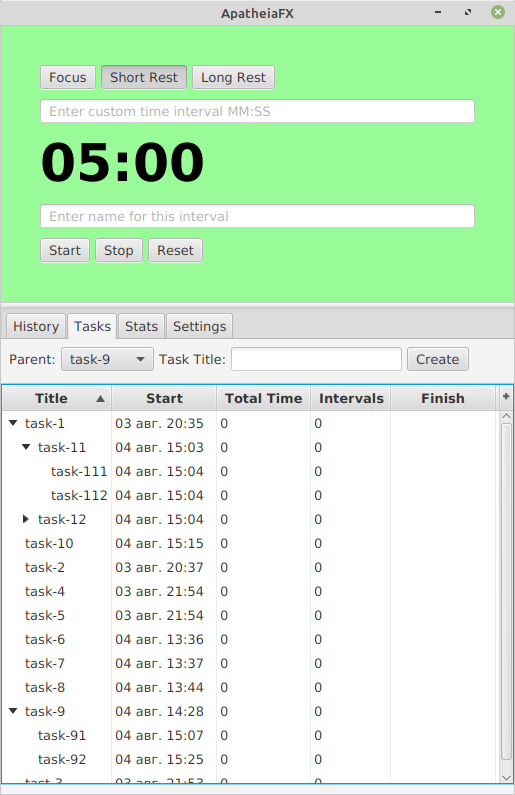 ApatheiaFX
Focus Short Rest Long Rest
Enter custom time interval MM:SS
05:00
Enter name for this interval
Start Stop Reset
History Tasks Stats Settings
Parent: task-9 Task Title: Create
Title Start Total Time Intervals Finish +
task-1 03 авг. 20:35 0 0
task-11 04 авг. 15:03 0 0
task-111 04 авг. 15:04 0 0
task-112 04 авг. 15:04 0 0
task-12 04 авг. 15:04 0 0
task-10 04 авг. 15:15 0 0
task-2 03 авг. 20:37 0 0
task-4 03 авг. 21:54 0 0
task-5 03 авг. 21:54 0 0
task-6 04 авг. 13:36 0 0
task-7 04 авг. 13:37 0 0
task-8 04 авг. 13:44 0 0
task-9 04 авг. 14:28 0 0
task-91 04 авг. 15:07 0 0
task-92 04 авг. 15:25 0 0
tast-3 03 авг. 21:53 0 0